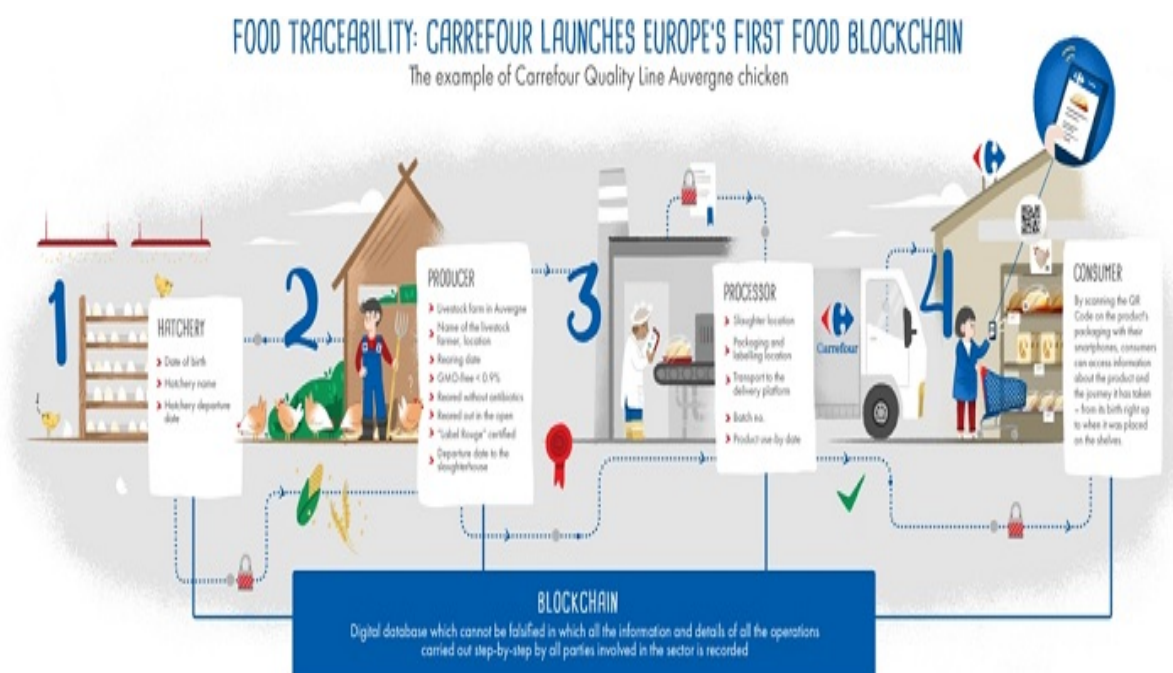 FOOD TRACEABILITY: CARREFOUR LAUNCHES EUROPE'S FIRST FOOD BLOCKCHAIN
The example of Carrefour Quality Line Auvergne chicken
1
HATCHERY
Date of birth
Hatchery name
Hatchery departure
date
2
PRODUCER
Livestock farm in Auvergne
Name of the livestock
farmer, location
Rearing date
GMO-free < 0.9%
Reared without antibiotics
Reared out in the open
"Label Rouge" certified
Departure date to the
slaughterhouse
3
PROCESSOR
Slaughter location
Packaging and
labelling location
Transport to the
delivery platform
Batch no.
Product use by date
Carrefour
4
CONSUMER
By scanning the QR
Code on the product's
packaging with their
smartphones, consumers
can access information
about the product and
the journey it has taken
– from its birth right up
to when it was placed
on the shelves.
BLOCKCHAIN
Digital database which cannot be falsified in which all the information and details of all the operations
carried out step-by-step by all parties involved in the sector is recorded